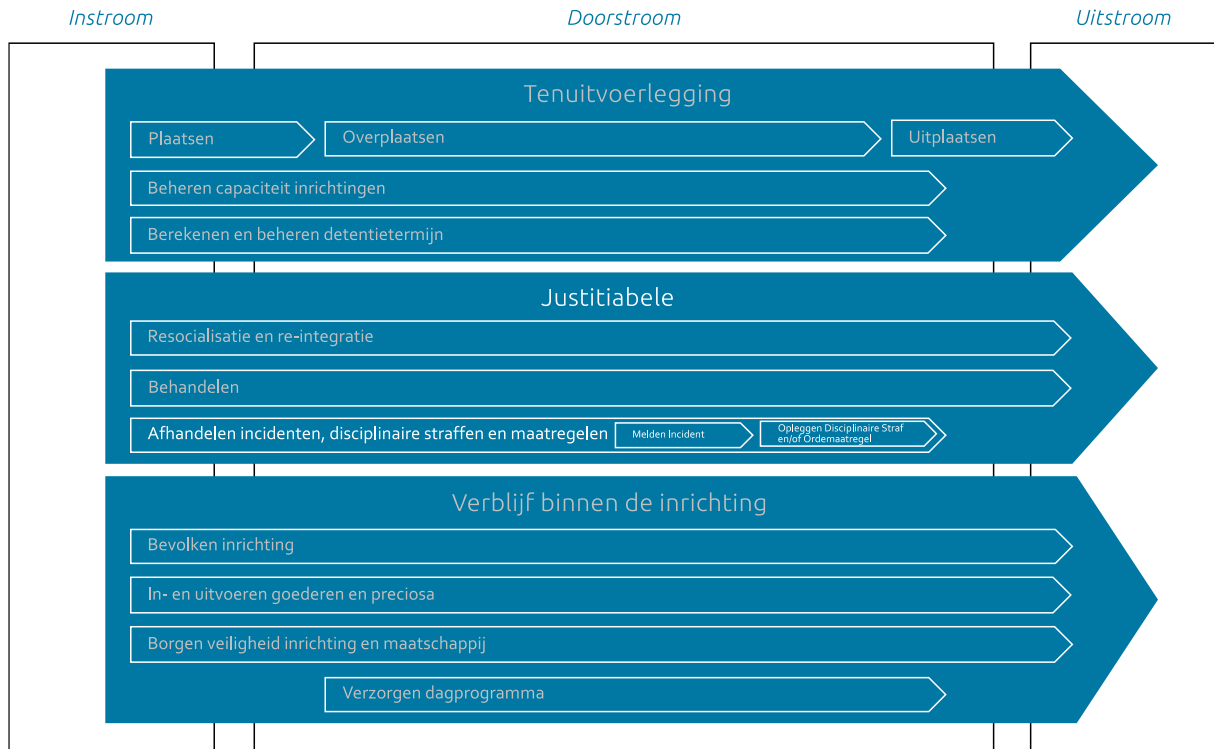 Instroom
Doorstroom
Uitstroom
Tenuitvoerlegging
Plaatsen
Overplaatsen
Uitplaatsen
Beheren capaciteit inrichtingen
Berekenen en beheren detentietermijn
Justitiabele
Resocialisatie en re-integratie
Behandelen
Afhandelen incidenten, disciplinaire straffen en maatregelen
Melden Incident
Opleggen Disciplinaire Straf
en/of Ordemaatregel
Verblijf binnen de inrichting
Bevolken inrichting
In- en uitvoeren goederen en preciosa
Borgen veiligheid inrichting en maatschappij
Verzorgen dagprogramma